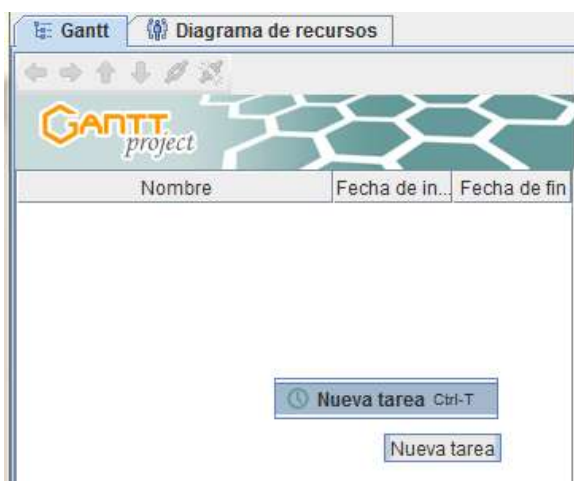 Gantt Diagrama de recursos
GANTT
project
Nombre Fecha de in... Fecha de fin
Nueva tarea Ctrl-T
Nueva tarea